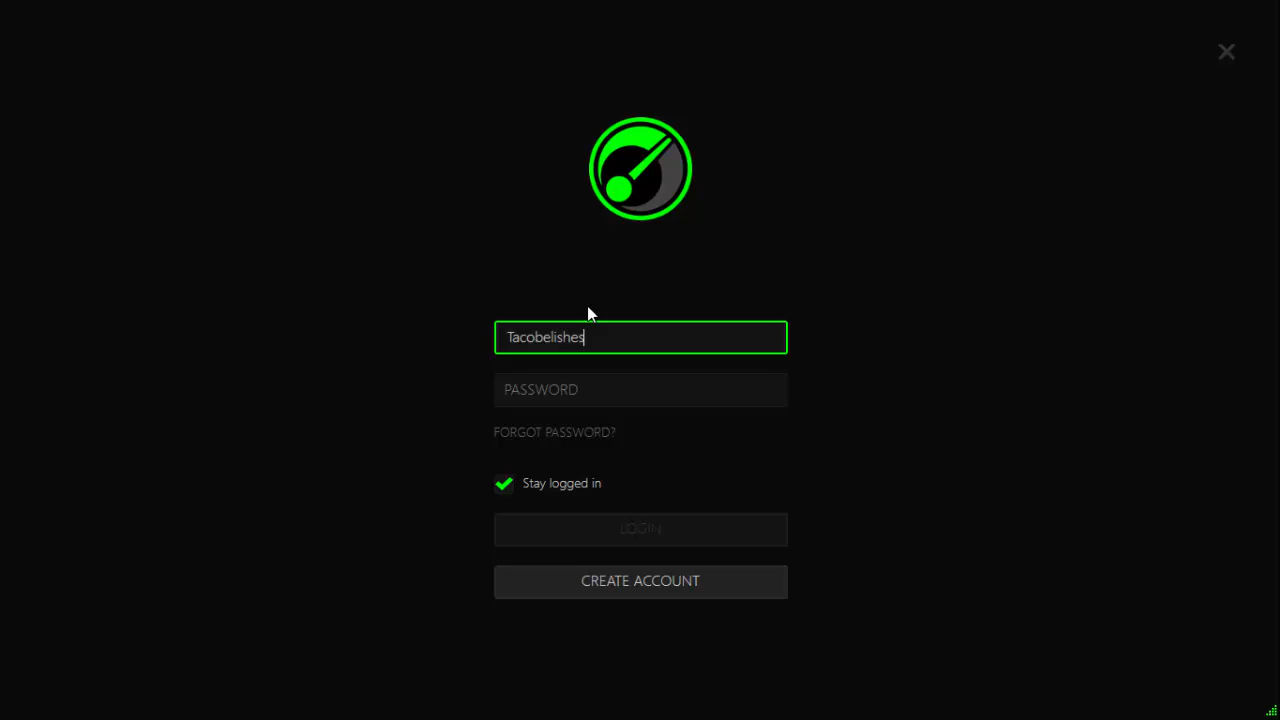 Tacobelishes
PASSWORD
FORGOT PASSWORD?
Stay logged in
LOGIN
CREATE ACCOUNT